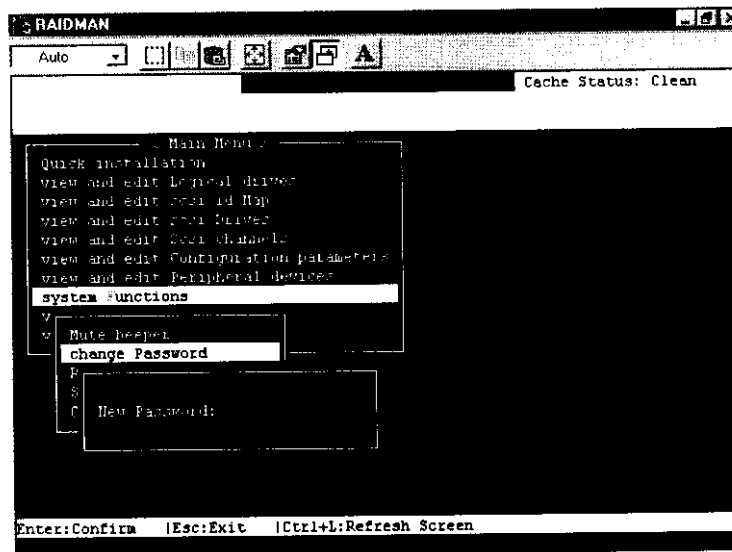 RAIDMAN
Auto
A
Cache Status: Clean
Main Menu
Quick installation
view and edit Logical drives
view and edit scsi id Map
view and edit scsi Drives
view and edit Scsi channels
view and edit Configuration parameters
view and edit Peripheral devices
system Functions
v
v
Mute beeper
change Password
R
S
C
New Password:
Enter:Confirm |Esc:Exit |Ctrl+L:Refresh Screen